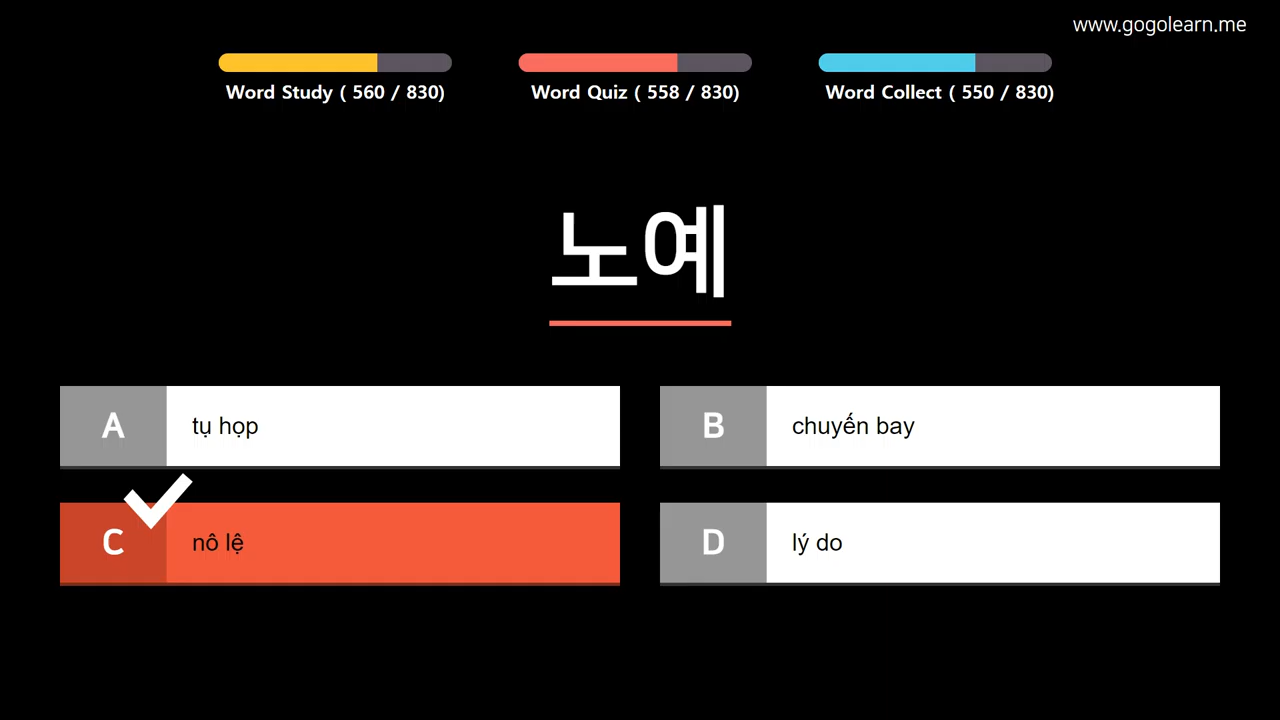 www.gogolearn.me
Word Study ( 560 / 830)
Word Quiz ( 558 / 830)
Word Collect ( 550 / 830)
노예
A tụ họp
B chuyến bay
C nô lệ
D lý do